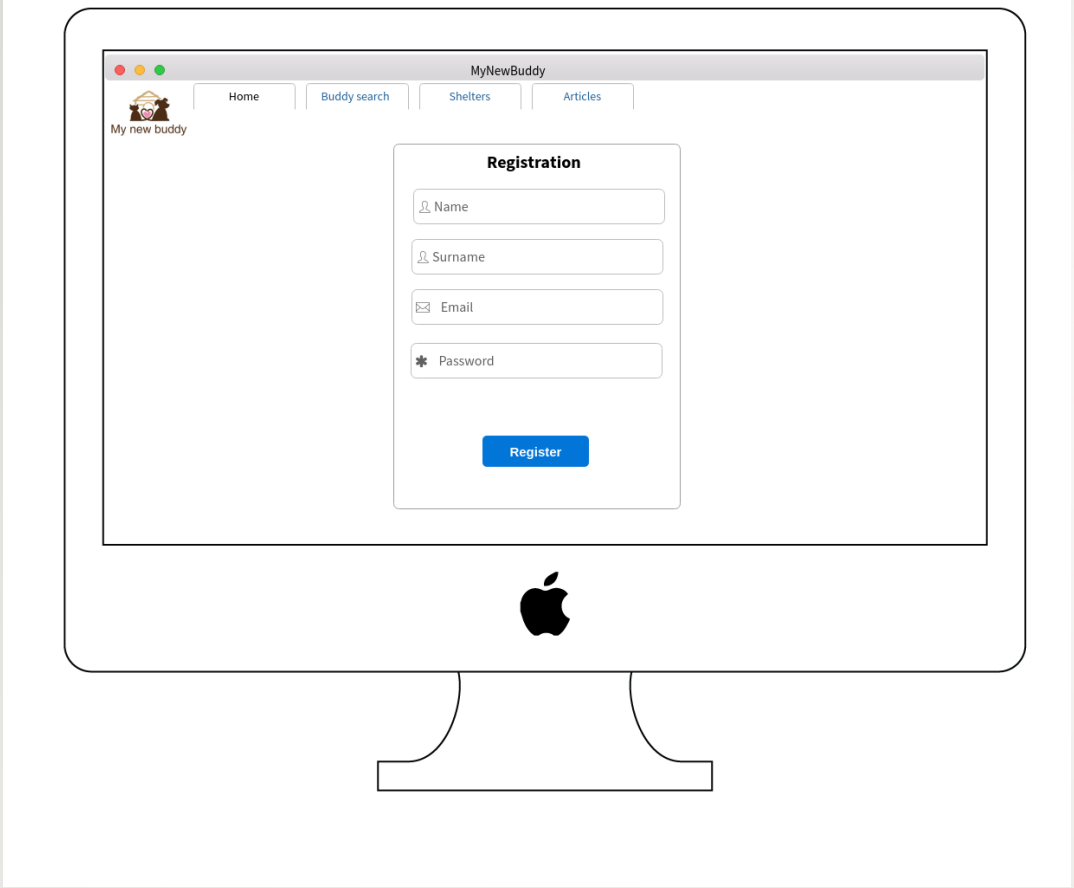 MyNewBuddy
Home Buddy search Shelters Articles
My new buddy
Registration
Name
Surname
Email
Password
Register